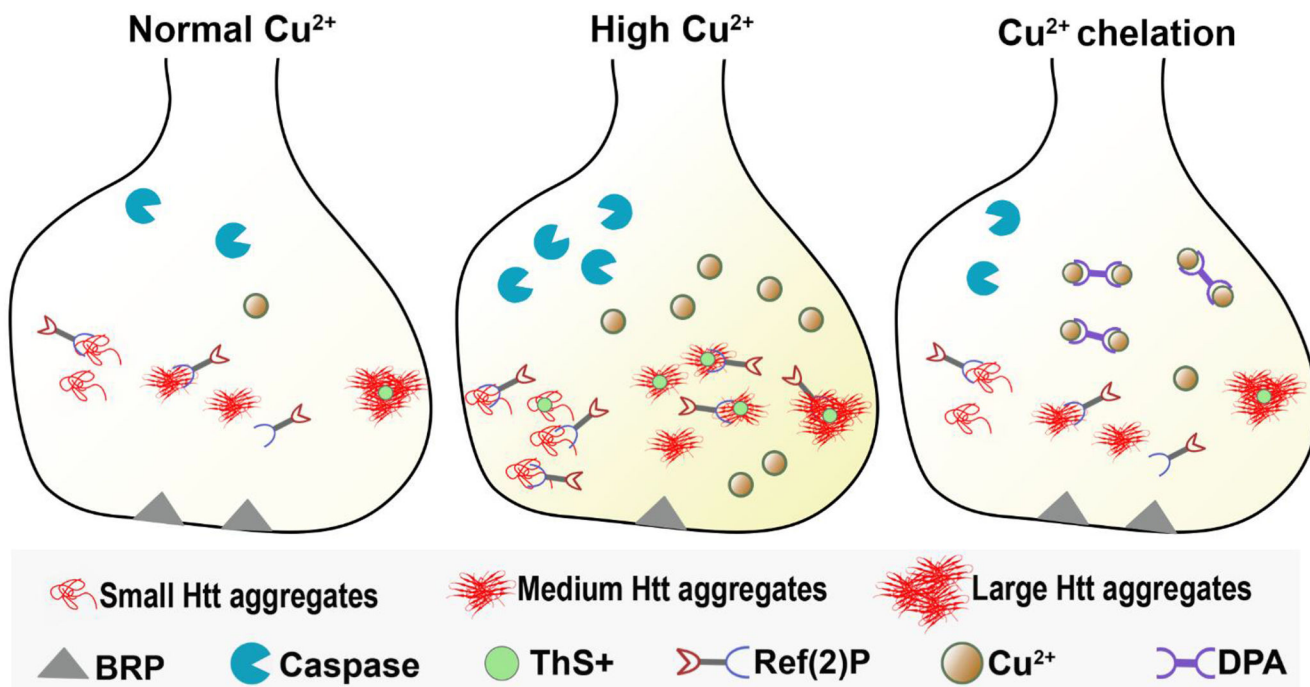 Normal Cu²⁺
High Cu²⁺
Cu²⁺ chelation
Small Htt aggregates
Medium Htt aggregates
Large Htt aggregates
BRP
Caspase
ThS+
Ref(2)P
Cu²⁺
DPA